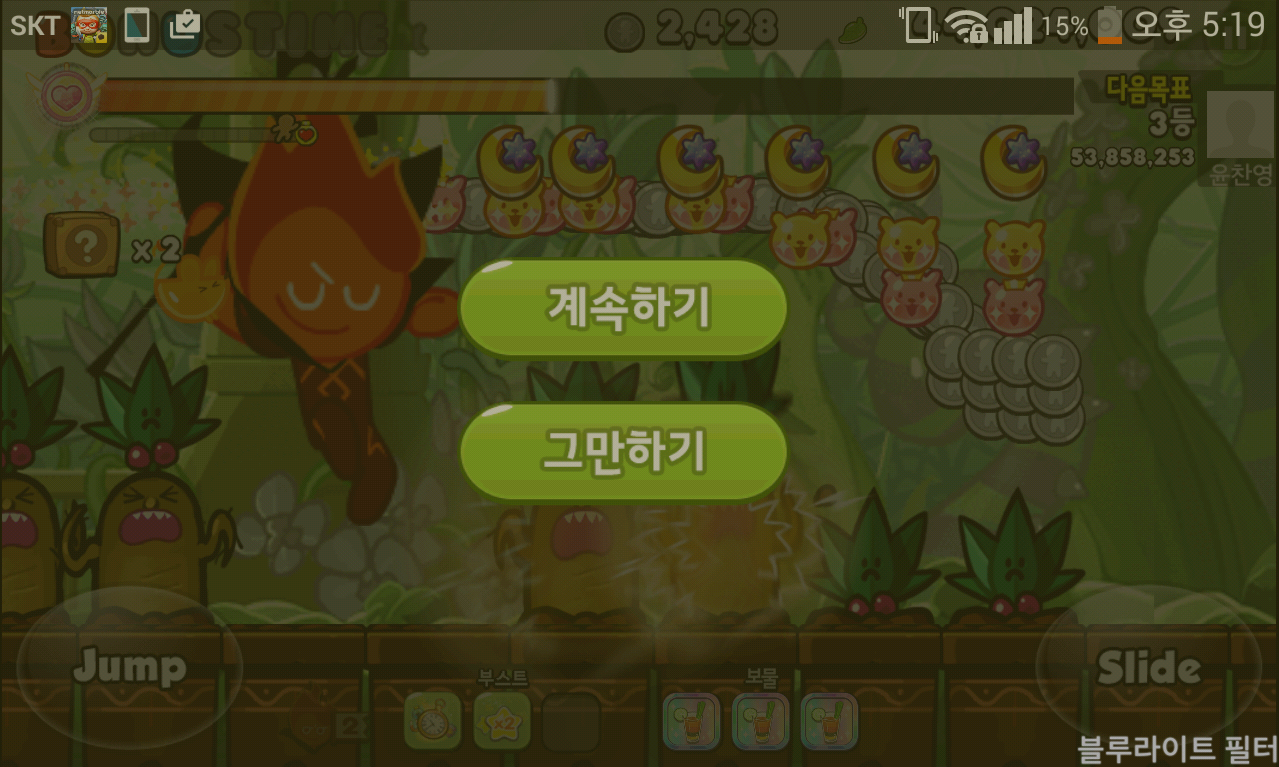 SKT 15% 오후 5:19
BONUSTIME 2,428
다음목표
3등
53,858,253
윤찬영
x 2
계속하기
그만하기
Jump
Slide
부스트
보물
x2
블루라이트 필터